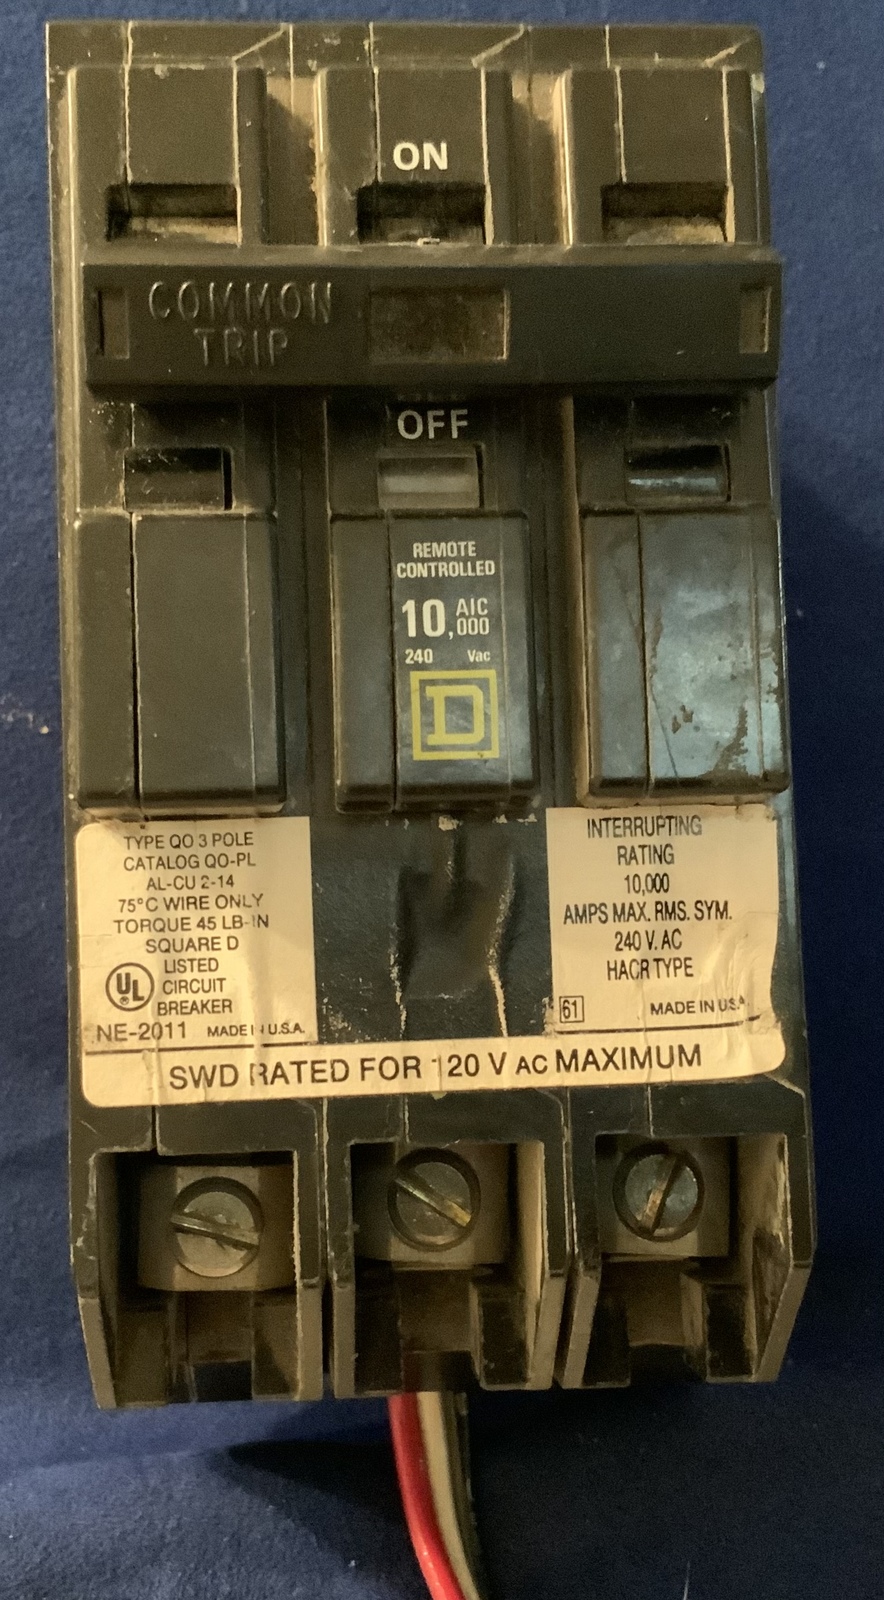 ON
COMMON
TRIP
OFF
REMOTE
CONTROLLED
10,000 AIC
240 Vac
D
TYPE QO 3 POLE
CATALOG QO-PL
AL-CU 2-14
75°C WIRE ONLY
TORQUE 45 LB-IN
SQUARE D
UL LISTED
CIRCUIT
BREAKER
NE-2011 MADE IN U.S.A.
INTERRUPTING
RATING
10,000
AMPS MAX. RMS. SYM.
240 V. AC
HACR TYPE
61 MADE IN U.S.A.
SWD RATED FOR 120 V AC MAXIMUM